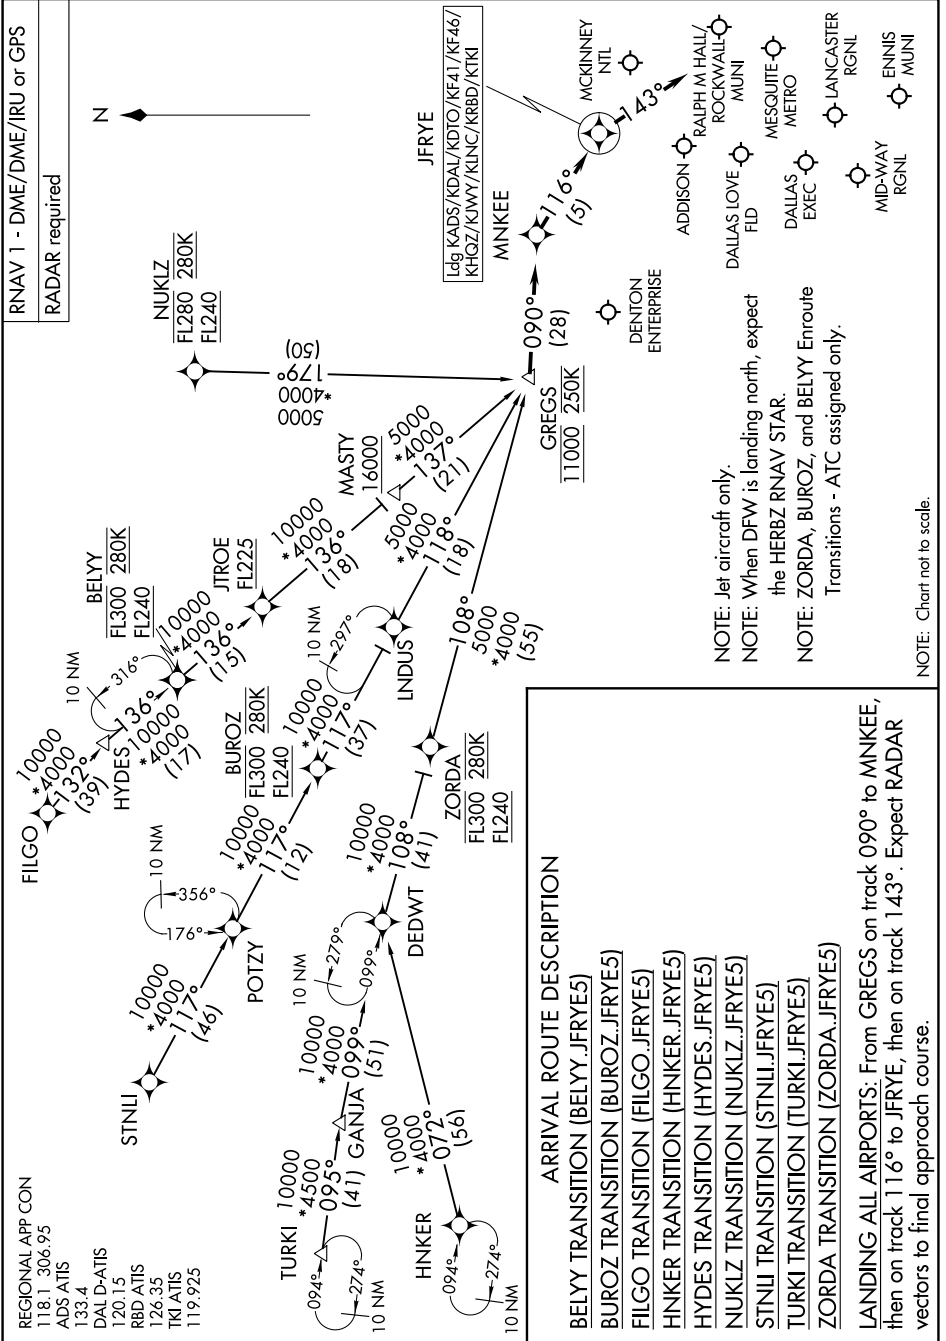 RNAV 1 - DME/DME/IRU or GPS
RADAR required
REGIONAL APP CON
118.1 306.95
ADS ATIS
133.4
DAL D-ATIS
120.15
RBD ATIS
126.35
TKI ATIS
119.925
N
NUKLZ
FL280 280K
FL240
5000
*4000
179°
(50)
JFRYE
Ldg KADS/KDAL/KDTO/KF41/KF46/
KHQZ/KJWY/KLNC/KRBD/KTKI
FILGO
10000
*4000
132°
(39)
HYDES
10 NM
316°
136°
10000
*4000
(17)
BELYY
FL300 280K
FL240
10000
*4000
136°
(15)
JTROE
FL225
10000
*4000
136°
(18)
MASTY
16000
5000
*4000
137°
(21)
STNLI
10000
*4000
117°
(46)
POTZY
10 NM
356°
176°
10000
*4000
117°
(12)
BUROZ
FL300 280K
FL240
10000
*4000
117°
(37)
10 NM
297°
LNDUS
5000
*4000
118°
(18)
TURKI
094°
274°
10 NM
10000
*4500
095°
(41)
GANJA
10000
*4000
099°
(51)
10 NM
279°
099°
DEDWT
HNKER
094°
274°
10 NM
10000
*4000
072°
(56)
10000
*4000
108°
(41)
ZORDA
FL300 280K
FL240
108°
5000
*4000
(55)
GREGS
11000 250K
090°
(28)
MNKEE
116°
(5)
143°
MCKINNEY
NTL
RALPH M HALL/
ROCKWALL
MUNI
ADDISON
MESQUITE
METRO
DALLAS LOVE
FLD
LANCASTER
RGNL
DALLAS
EXEC
ENNIS
MUNI
MID-WAY
RGNL
DENTON
ENTERPRISE
NOTE: Jet aircraft only.
NOTE: When DFW is landing north, expect
the HERBZ RNAV STAR.
NOTE: ZORDA, BUROZ, and BELYY Enroute
Transitions - ATC assigned only.
NOTE: Chart not to scale.
ARRIVAL ROUTE DESCRIPTION
BELYY TRANSITION (BELYY.JFRYE5)
BUROZ TRANSITION (BUROZ.JFRYE5)
FILGO TRANSITION (FILGO.JFRYE5)
HNKER TRANSITION (HNKER.JFRYE5)
HYDES TRANSITION (HYDES.JFRYE5)
NUKLZ TRANSITION (NUKLZ.JFRYE5)
STNLI TRANSITION (STNLI.JFRYE5)
TURKI TRANSITION (TURKI.JFRYE5)
ZORDA TRANSITION (ZORDA.JFRYE5)
LANDING ALL AIRPORTS: From GREGS on track 090° to MNKEE,
then on track 116° to JFRYE, then on track 143°. Expect RADAR
vectors to final approach course.